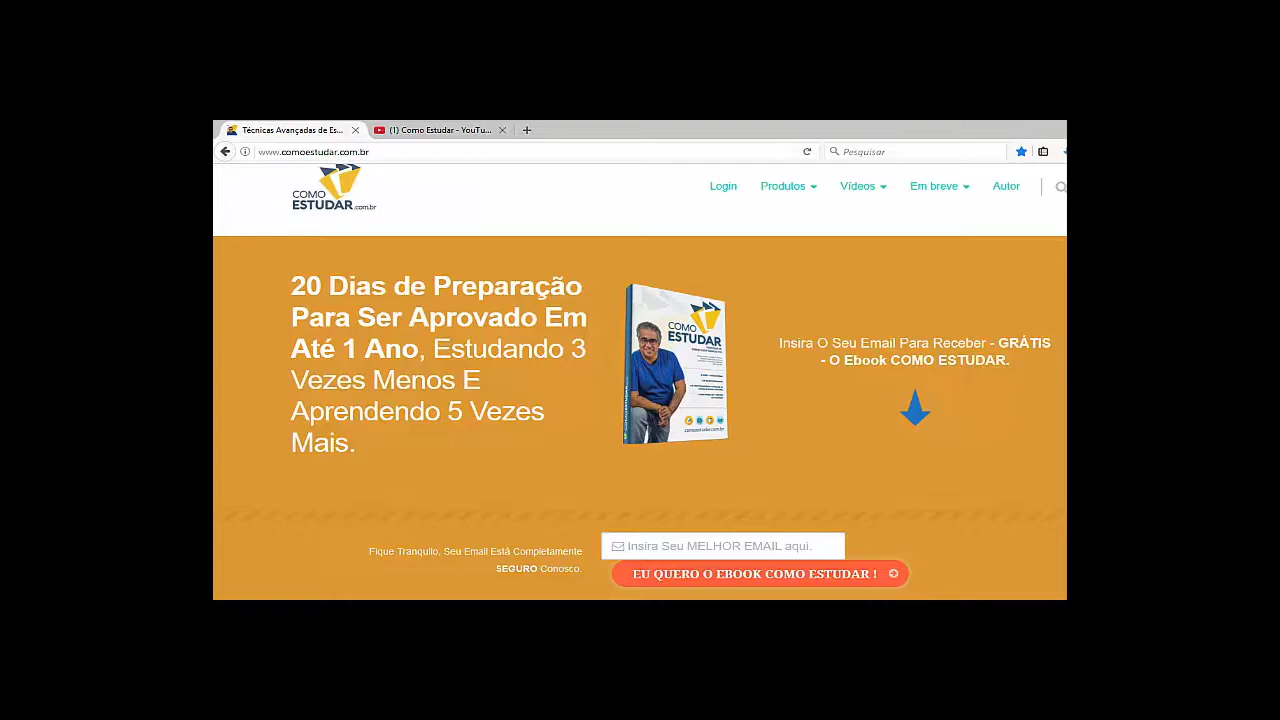 Técnicas Avançadas de Es...
(1) Como Estudar - YouTu...
www.comoestudar.com.br
Pesquisar
COMO
ESTUDAR.com.br
Login
Produtos
Vídeos
Em breve
Autor
20 Dias de Preparação
Para Ser Aprovado Em
Até 1 Ano, Estudando 3
Vezes Menos E
Aprendendo 5 Vezes
Mais.
COMO
ESTUDAR
comoestudar.com.br
Insira O Seu Email Para Receber - GRÁTIS
- O Ebook COMO ESTUDAR.
Fique Tranquilo, Seu Email Está Completamente
SEGURO Conosco.
Insira Seu MELHOR EMAIL aqui.
EU QUERO O EBOOK COMO ESTUDAR !